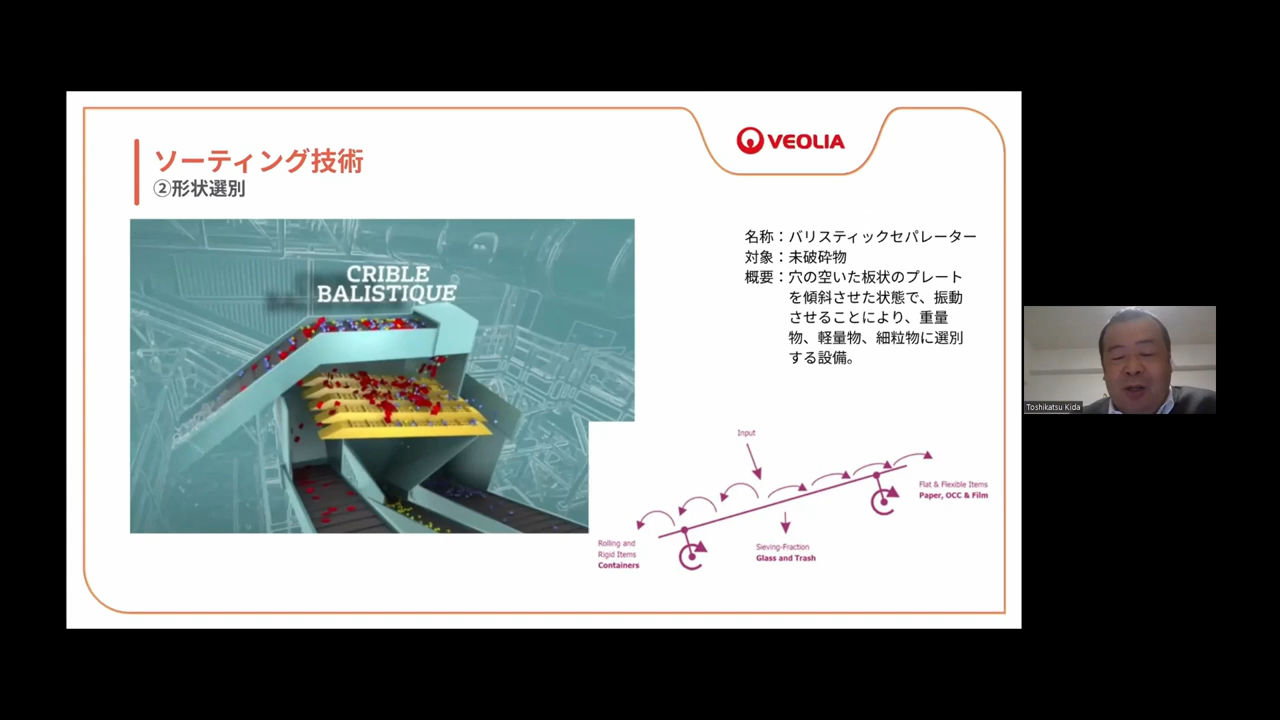 VEOLIA
ソーティング技術
②形状選別
CRIBLE
BALISTIQUE
名称：バリスティックセパレーター
対象：未破砕物
概要：穴の空いた板状のプレート
を傾斜させた状態で、振動
させることにより、重量
物、軽量物、細粒物に選別
する設備。
Input
Flat & Flexible Items
Paper, OCC & Film
Rolling and
Rigid Items
Containers
Sieving-Fraction
Glass and Trash
Toshikatsu Kida